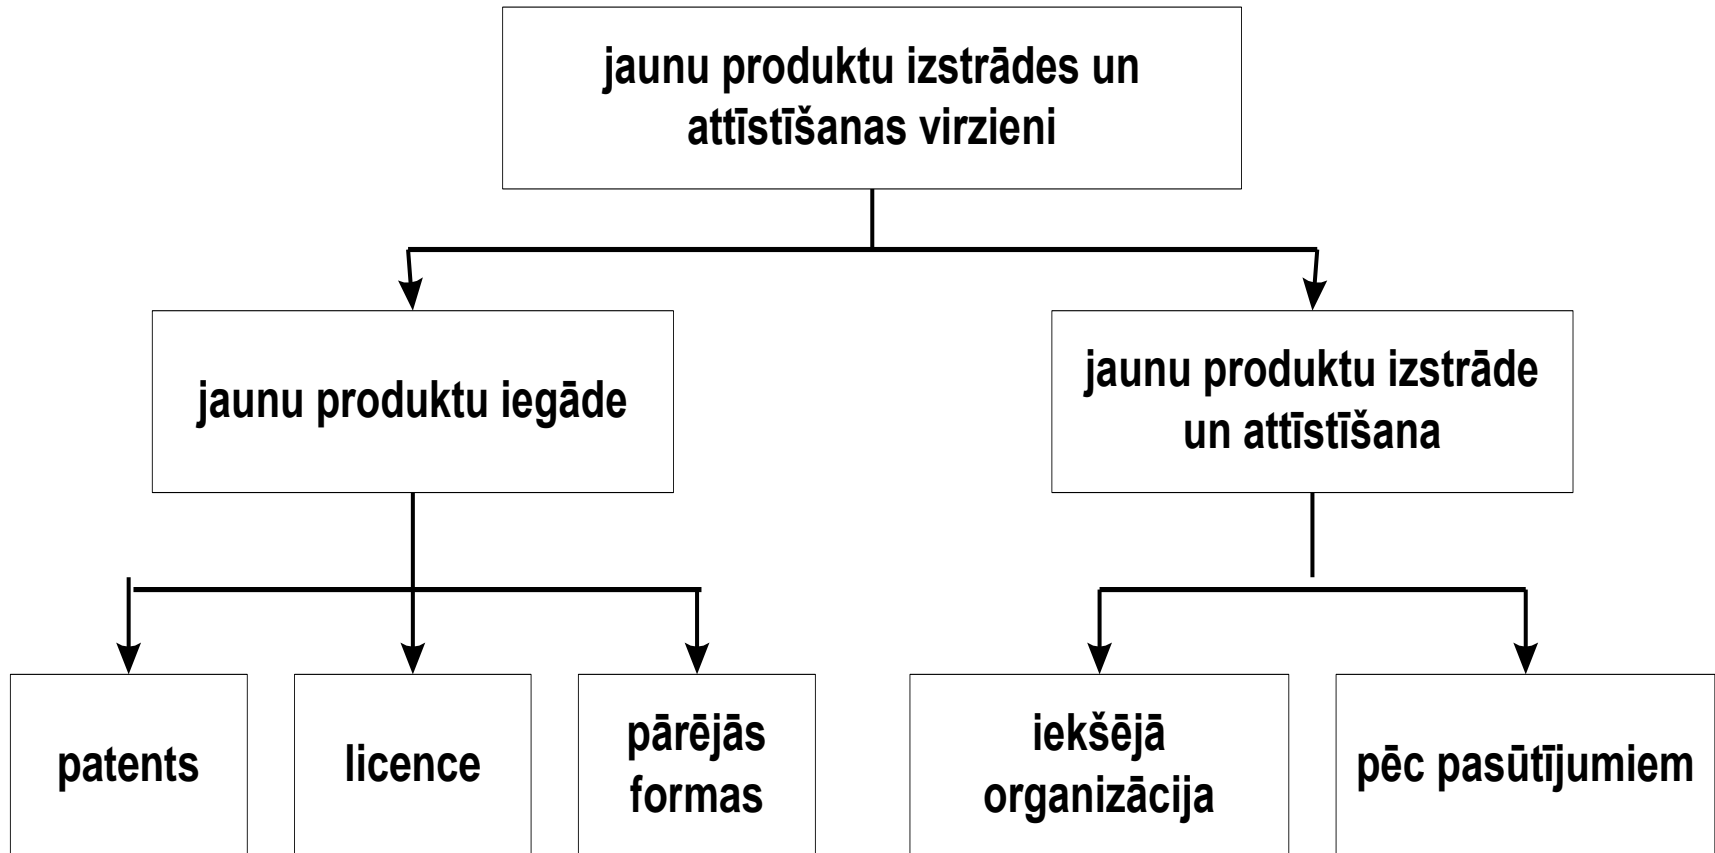 jaunu produktu izstrādes un
attīstīšanas virzieni
jaunu produktu iegāde
jaunu produktu izstrāde
un attīstīšana
patents
licence
pārējās
formas
iekšējā
organizācija
pēc pasūtījumiem